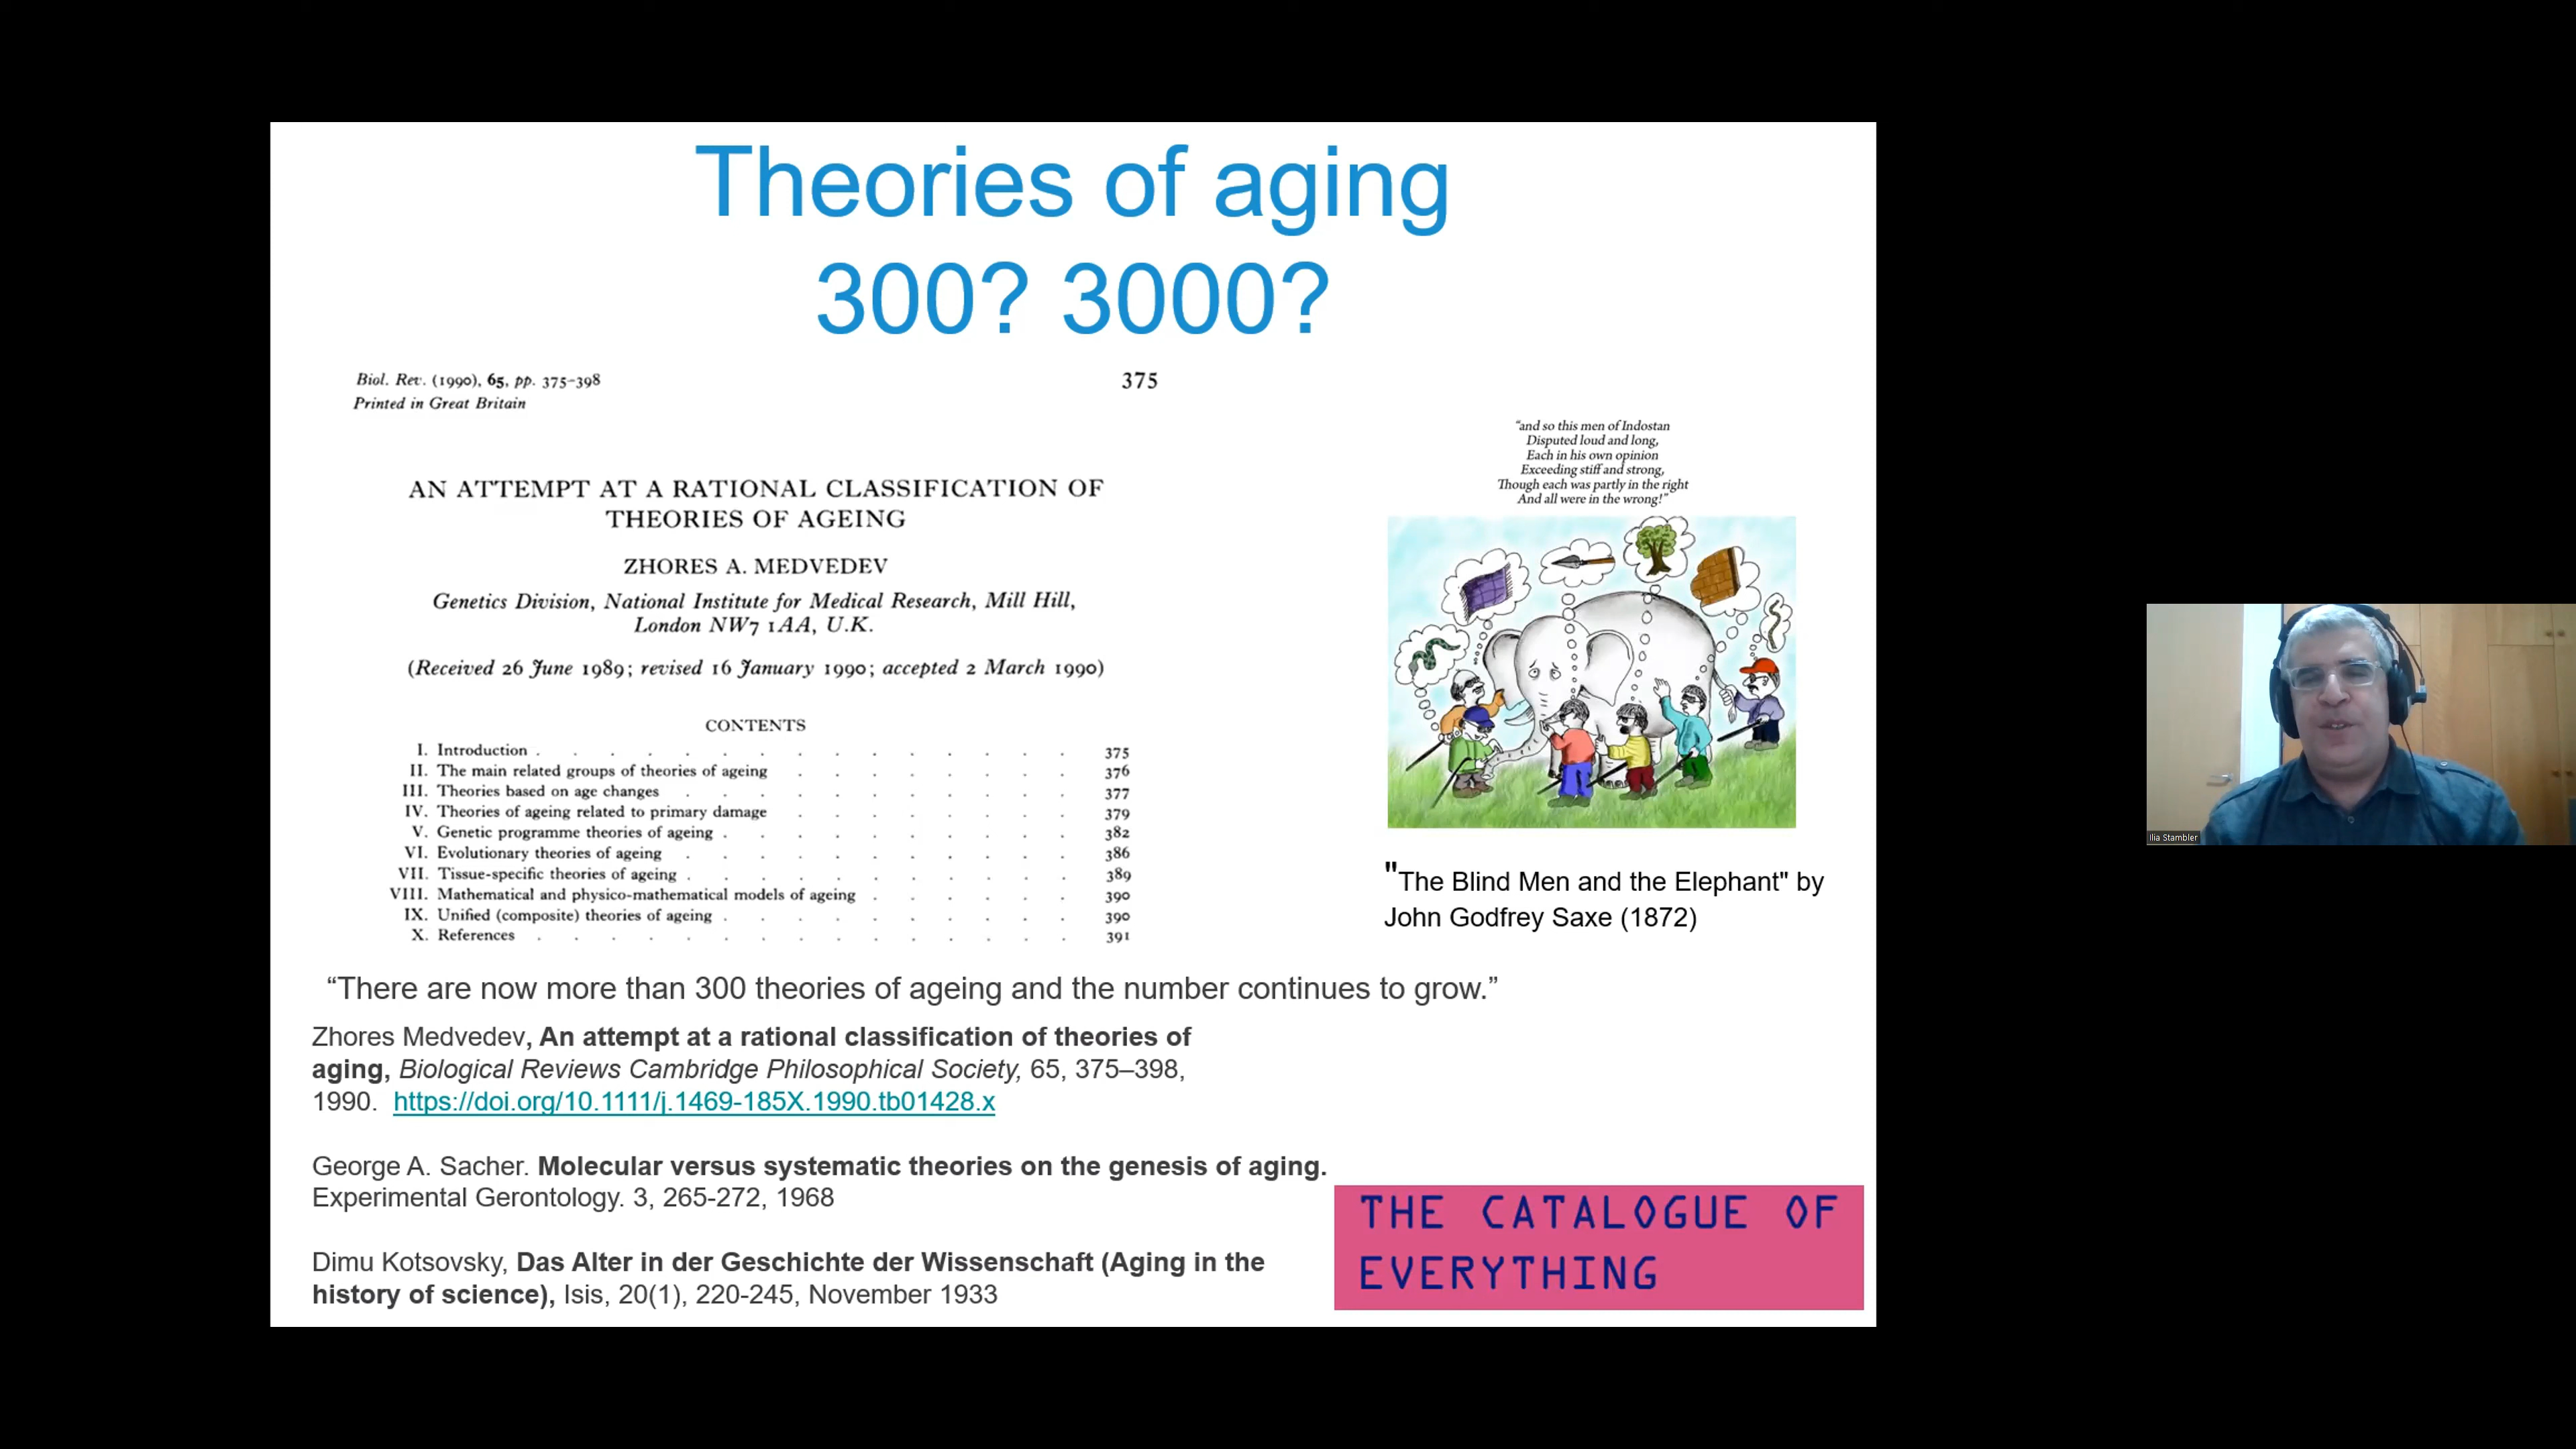 Theories of aging
300? 3000?
Biol. Rev. (1990), 65, pp. 375-398
375
Printed in Great Britain
AN ATTEMPT AT A RATIONAL CLASSIFICATION OF
THEORIES OF AGEING
ZHORES A. MEDVEDEV
Genetics Division, National Institute for Medical Research, Mill Hill,
London NW7 1AA, U.K.
(Received 26 June 1989; revised 16 January 1990; accepted 2 March 1990)
CONTENTS
I. Introduction . . . . . . . . . . . . . . . 375
II. The main related groups of theories of ageing . . . . . . . . 376
III. Theories based on age changes . . . . . . . . . . . 377
IV. Theories of ageing related to primary damage . . . . . . . . 379
V. Genetic programme theories of ageing . . . . . . . . . . 382
VI. Evolutionary theories of ageing . . . . . . . . . . . 386
VII. Tissue-specific theories of ageing . . . . . . . . . . . 389
VIII. Mathematical and physico-mathematical models of ageing . . . . . . 390
IX. Unified (composite) theories of ageing . . . . . . . . . . 390
X. References . . . . . . . . . . . . . . . 391
“and so this men of Indostan
Disputed loud and long,
Each in his own opinion
Exceeding stiff and strong,
Though each was partly in the right
And all were in the wrong!”
"The Blind Men and the Elephant" by
John Godfrey Saxe (1872)
“There are now more than 300 theories of ageing and the number continues to grow.”
Zhores Medvedev, An attempt at a rational classification of theories of
aging, Biological Reviews Cambridge Philosophical Society, 65, 375–398,
1990. https://doi.org/10.1111/j.1469-185X.1990.tb01428.x
George A. Sacher. Molecular versus systematic theories on the genesis of aging.
Experimental Gerontology. 3, 265-272, 1968
Dimu Kotsovsky, Das Alter in der Geschichte der Wissenschaft (Aging in the
history of science), Isis, 20(1), 220-245, November 1933
THE CATALOGUE OF
EVERYTHING
Ilia Stambler